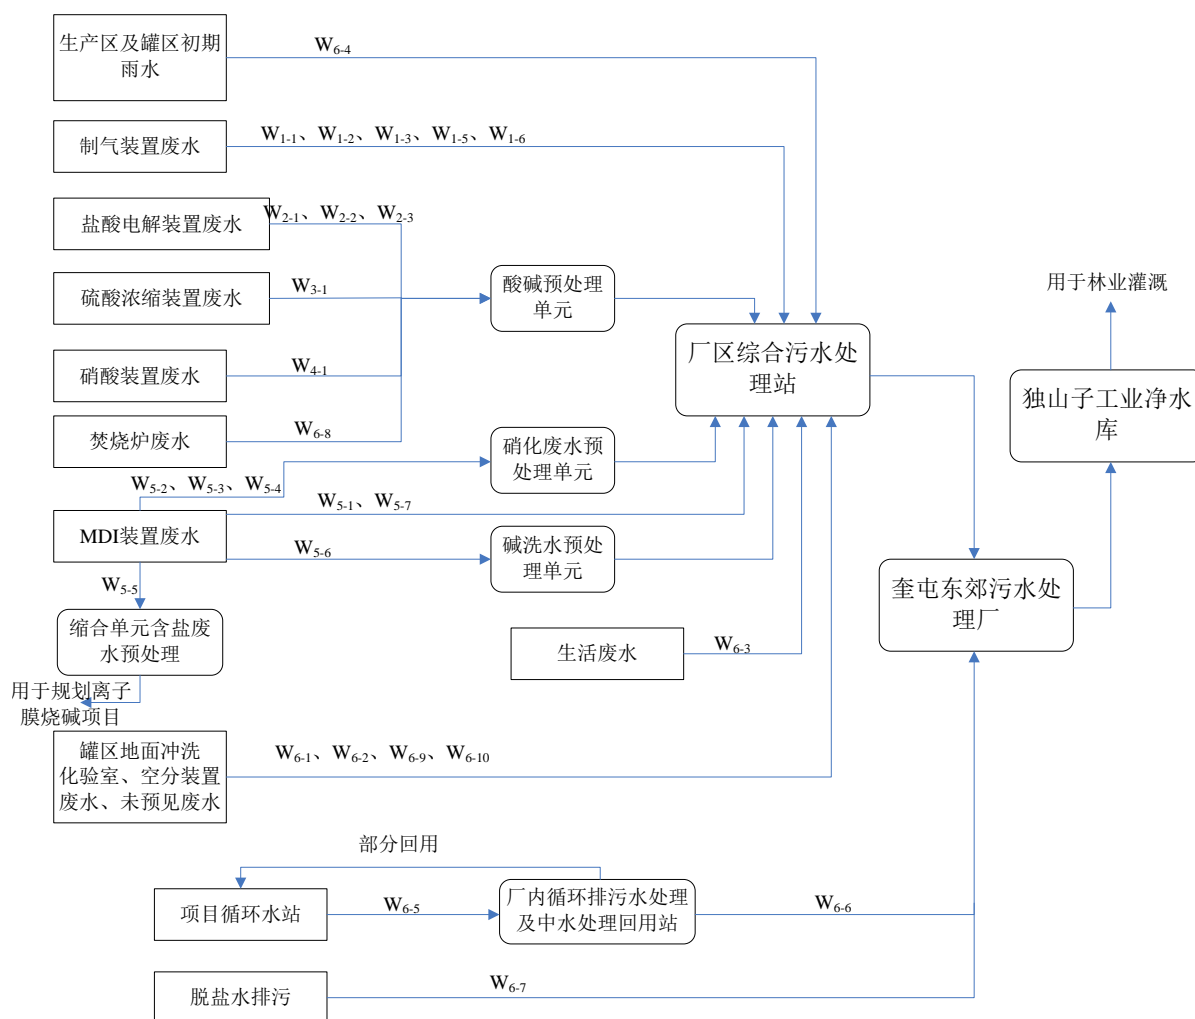 生产区及罐区初期
雨水
W6-4
制气装置废水
W1-1、W1-2、W1-3、W1-5、W1-6
盐酸电解装置废水
W2-1、W2-2、W2-3
硫酸浓缩装置废水
W3-1
酸碱预处理
单元
用于林业灌溉
硝酸装置废水
W4-1
厂区综合污水处
理站
独山子工业净水
库
焚烧炉废水
W6-8
硝化废水预
处理单元
W5-2、W5-3、W5-4
W5-1、W5-7
MDI装置废水
W5-6
碱洗水预处
理单元
W5-5
奎屯东郊污水处
理厂
缩合单元含盐废
水预处理
生活废水
W6-3
用于规划离子
膜烧碱项目
罐区地面冲洗
化验室、空分装置
废水、未预见废水
W6-1、W6-2、W6-9、W6-10
部分回用
项目循环水站
W6-5
厂内循环排污水处理
及中水处理回用站
W6-6
脱盐水排污
W6-7